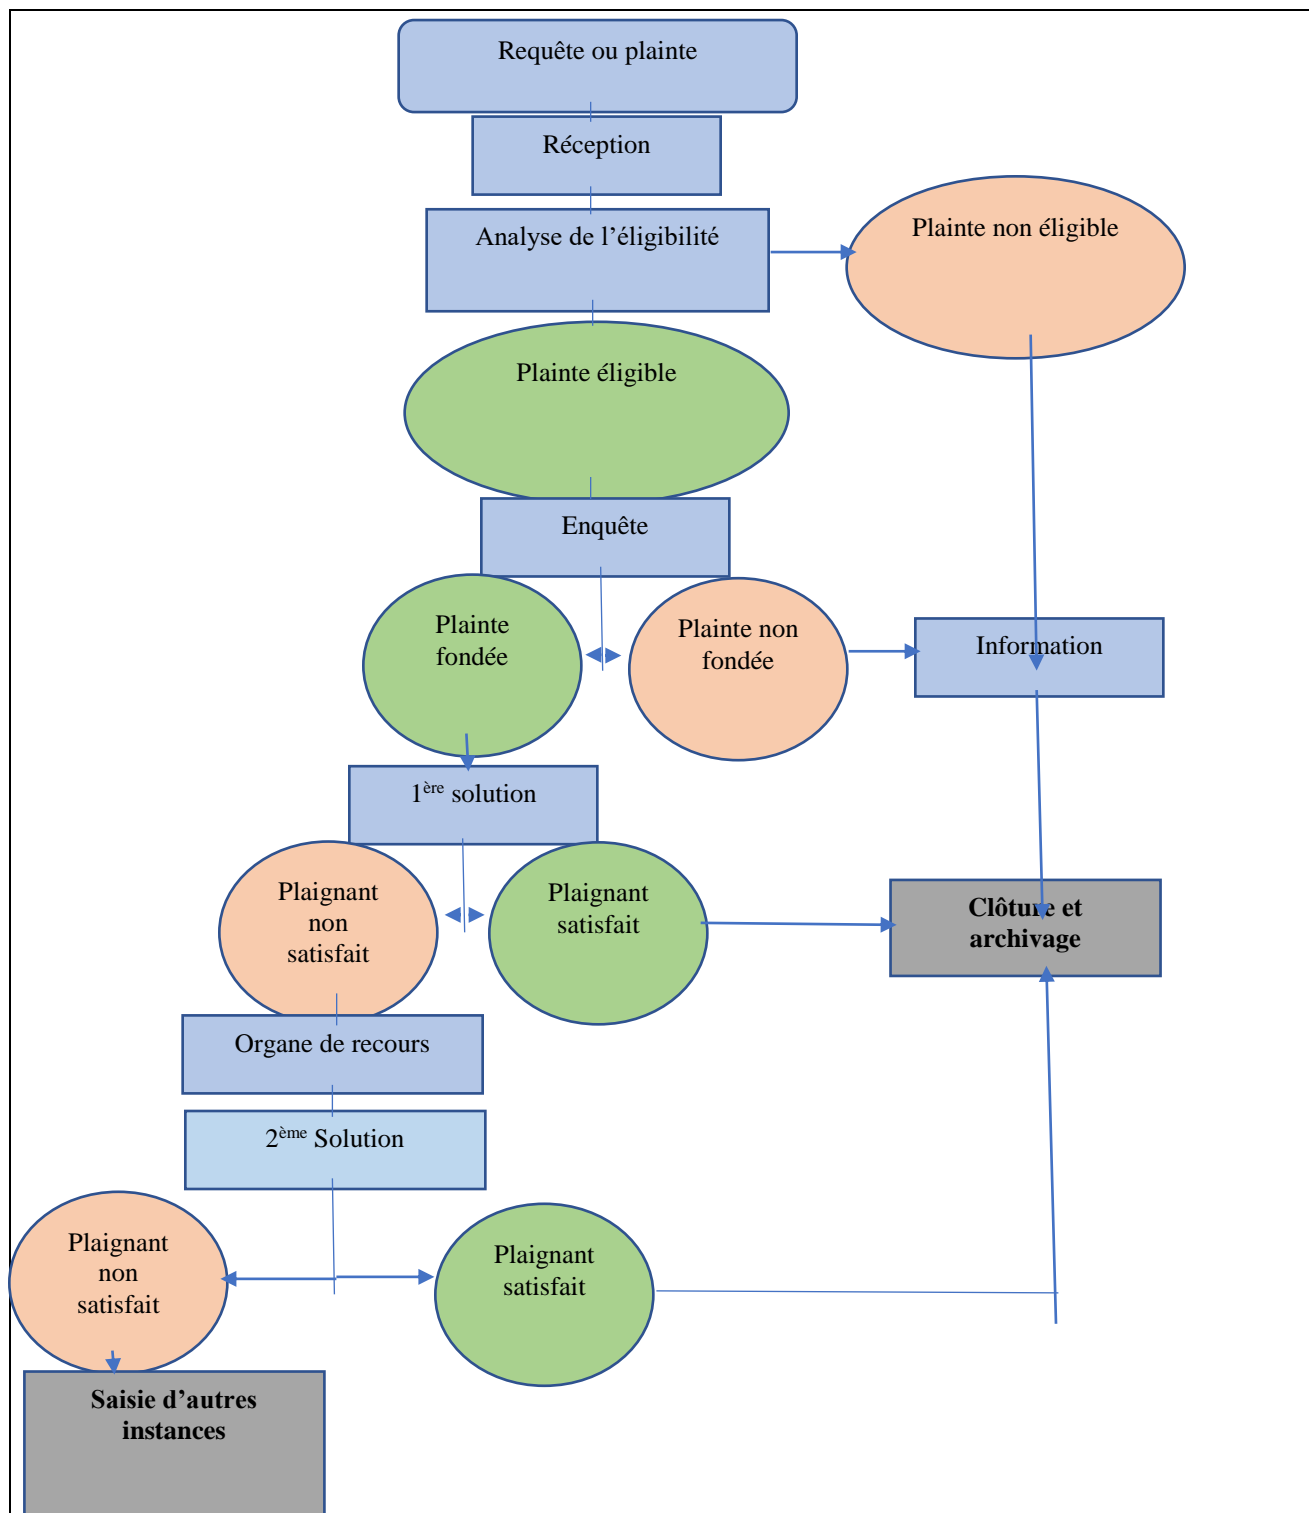 Requête ou plainte
Réception
Analyse de l’éligibilité
Plainte non éligible
Plainte éligible
Enquête
Plainte
fondée
Plainte non
fondée
Information
1ère solution
Plaignant
non
satisfait
Plaignant
satisfait
Clôture et
archivage
Organe de recours
2ème Solution
Plaignant
non
satisfait
Plaignant
satisfait
Saisie d’autres
instances